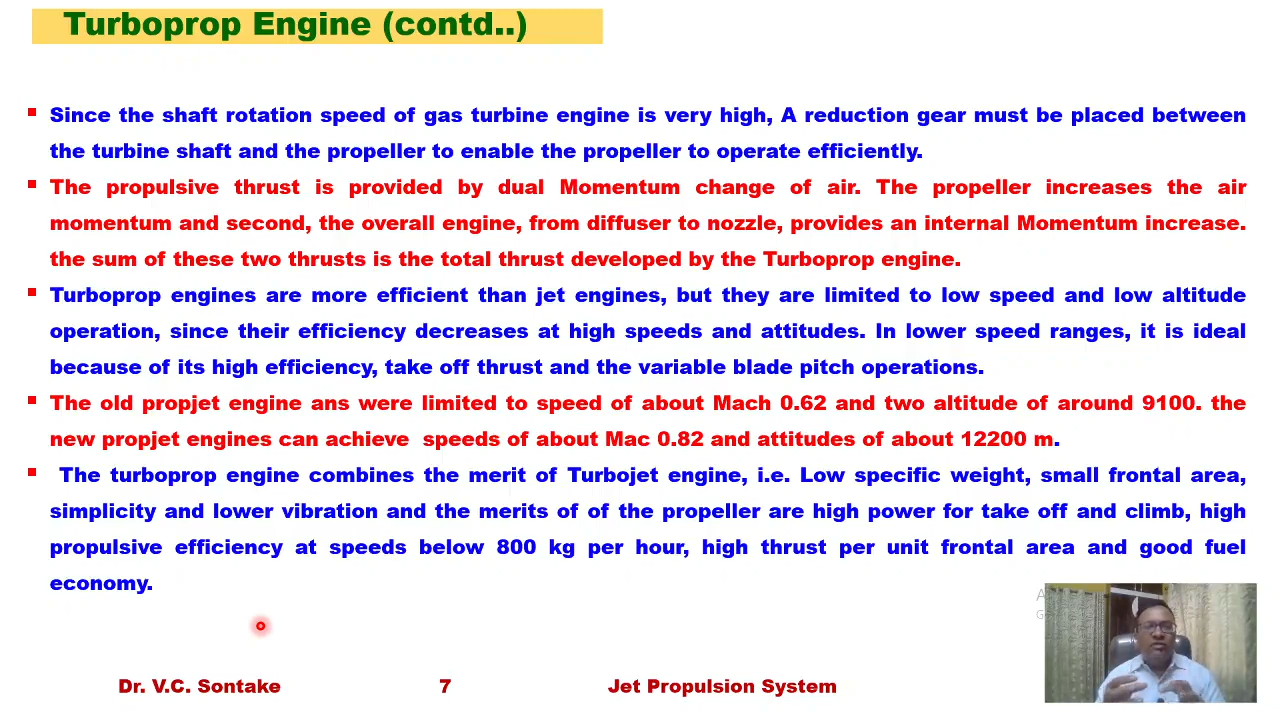 Turboprop Engine (contd..)
Since the shaft rotation speed of gas turbine engine is very high, A reduction gear must be placed between
the turbine shaft and the propeller to enable the propeller to operate efficiently.
The propulsive thrust is provided by dual Momentum change of air. The propeller increases the air
momentum and second, the overall engine, from diffuser to nozzle, provides an internal Momentum increase.
the sum of these two thrusts is the total thrust developed by the Turboprop engine.
Turboprop engines are more efficient than jet engines, but they are limited to low speed and low altitude
operation, since their efficiency decreases at high speeds and attitudes. In lower speed ranges, it is ideal
because of its high efficiency, take off thrust and the variable blade pitch operations.
The old propjet engine ans were limited to speed of about Mach 0.62 and two altitude of around 9100. the
new propjet engines can achieve speeds of about Mac 0.82 and attitudes of about 12200 m.
The turboprop engine combines the merit of Turbojet engine, i.e. Low specific weight, small frontal area,
simplicity and lower vibration and the merits of of the propeller are high power for take off and climb, high
propulsive efficiency at speeds below 800 kg per hour, high thrust per unit frontal area and good fuel
economy.
Dr. V.C. Sontake
7
Jet Propulsion System